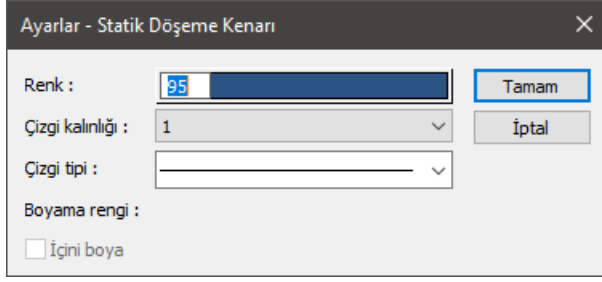 Ayarlar - Statik Döşeme Kenarı
Renk : 95 Tamam
Çizgi kalınlığı : 1 İptal
Çizgi tipi :
Boyama rengi :
İçini boya